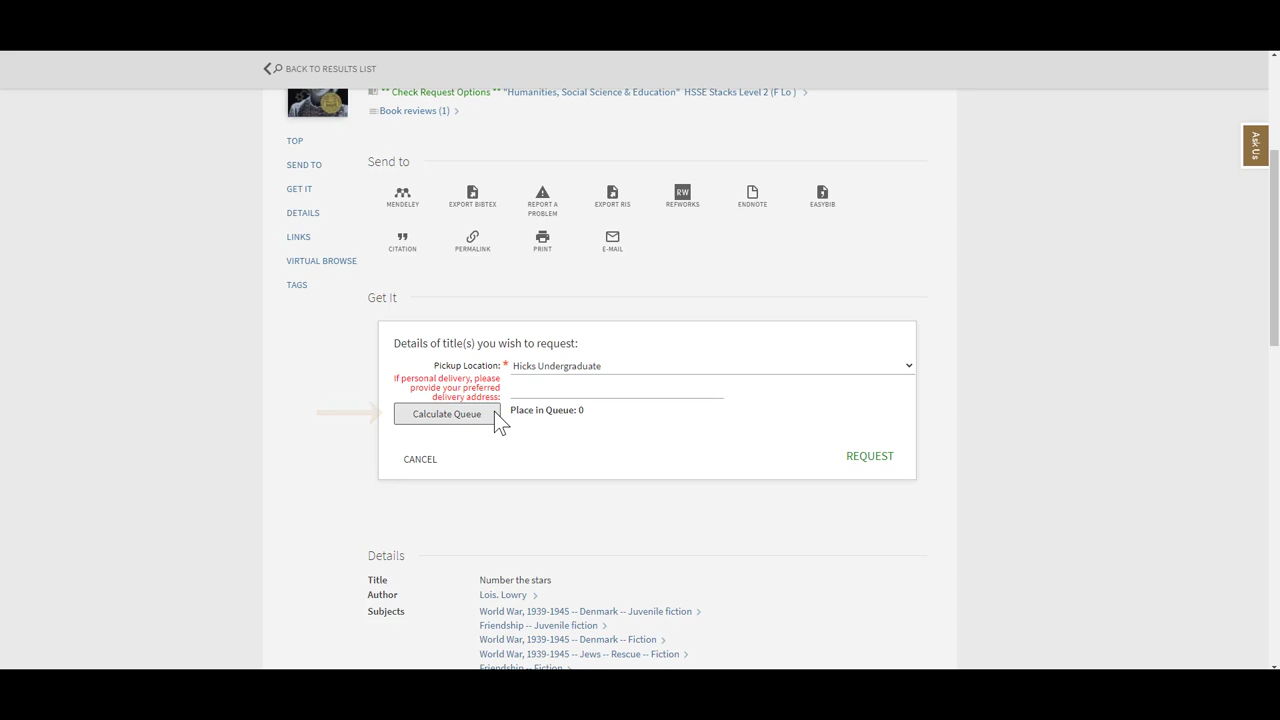 BACK TO RESULTS LIST
** Check Request Options ** "Humanities, Social Science & Education" HSSE Stacks Level 2 (F Lo )
Book reviews (1)
Ask Us
TOP
SEND TO
GET IT
DETAILS
LINKS
VIRTUAL BROWSE
TAGS
Send to
MENDELEY
EXPORT BIBTEX
REPORT A
PROBLEM
EXPORT RIS
RW
REFWORKS
ENDNOTE
EASYBIB
CITATION
PERMALINK
PRINT
E-MAIL
Get It
Details of title(s) you wish to request:
Pickup Location: * Hicks Undergraduate
If personal delivery, please
provide your preferred
delivery address:
Calculate Queue Place in Queue: 0
CANCEL
REQUEST
Details
Title Number the stars
Author Lois. Lowry
Subjects World War, 1939-1945 -- Denmark -- Juvenile fiction
Friendship -- Juvenile fiction
World War, 1939-1945 -- Denmark -- Fiction
World War, 1939-1945 -- Jews -- Rescue -- Fiction
Friendship -- Fiction